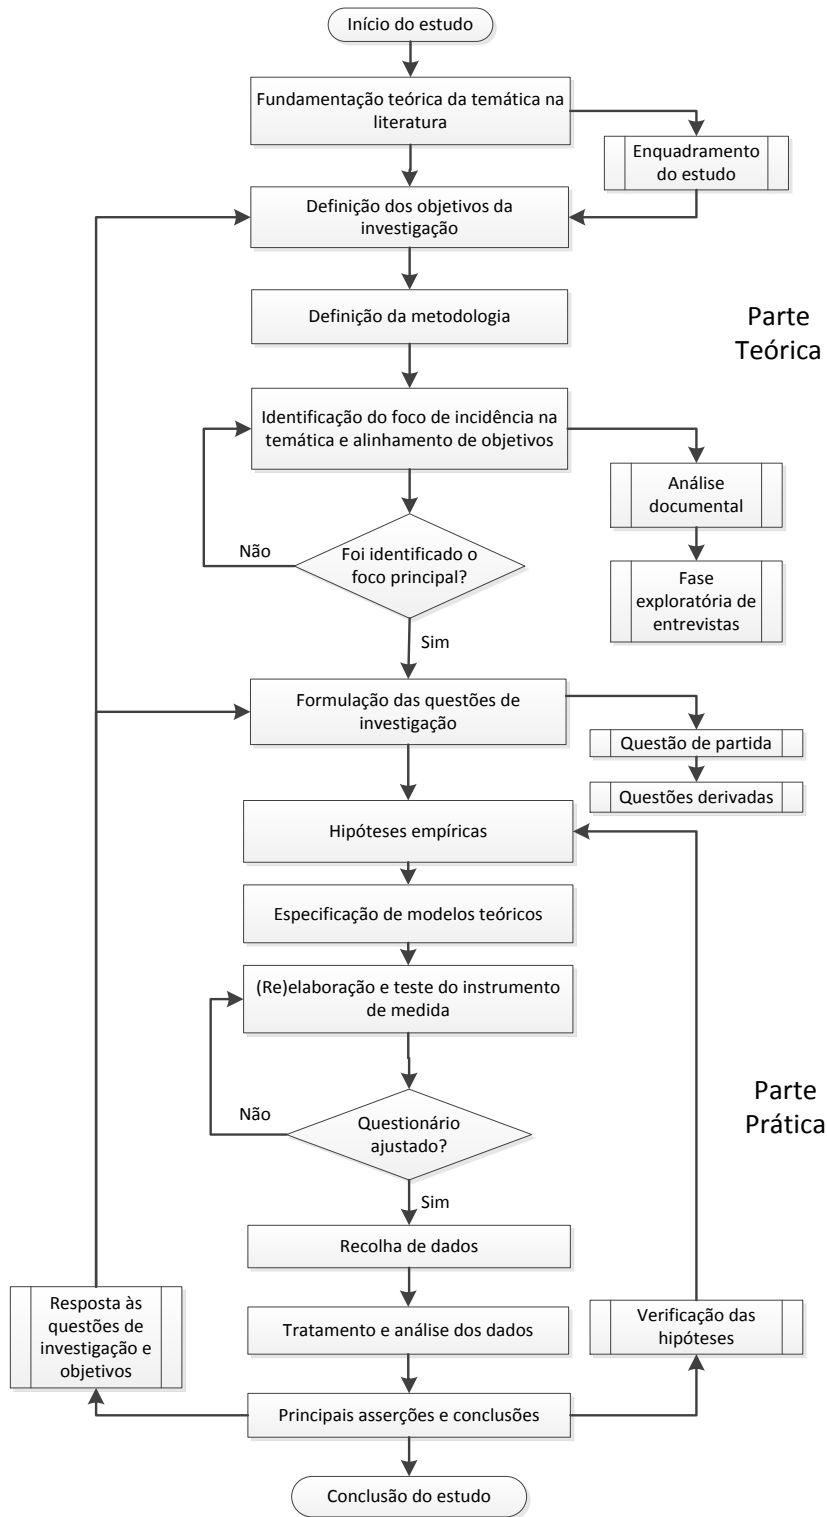 Início do estudo
Fundamentação teórica da temática na
literatura
Enquadramento
do estudo
Definição dos objetivos da
investigação
Definição da metodologia
Parte
Teórica
Identificação do foco de incidência na
temática e alinhamento de objetivos
Análise
documental
Não
Foi identificado o
foco principal?
Fase
exploratória de
entrevistas
Sim
Formulação das questões de
investigação
Questão de partida
Questões derivadas
Hipóteses empíricas
Especificação de modelos teóricos
(Re)elaboração e teste do instrumento
de medida
Parte
Prática
Não
Questionário
ajustado?
Sim
Recolha de dados
Resposta às
questões de
investigação e
objetivos
Tratamento e análise dos dados
Verificação das
hipóteses
Principais asserções e conclusões
Conclusão do estudo